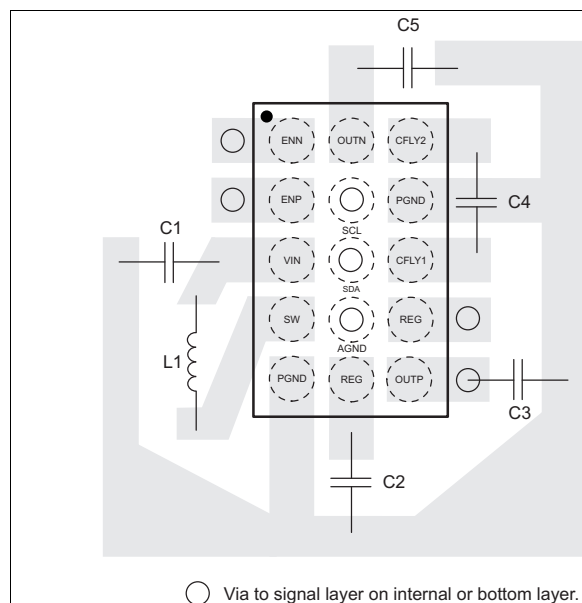 C5
ENN OUTN CFLY2
ENP PGND
C4
SCL
C1
VIN CFLY1
SDA
SW REG
AGND
L1
PGND REG OUTP
C3
C2
Via to signal layer on internal or bottom layer.